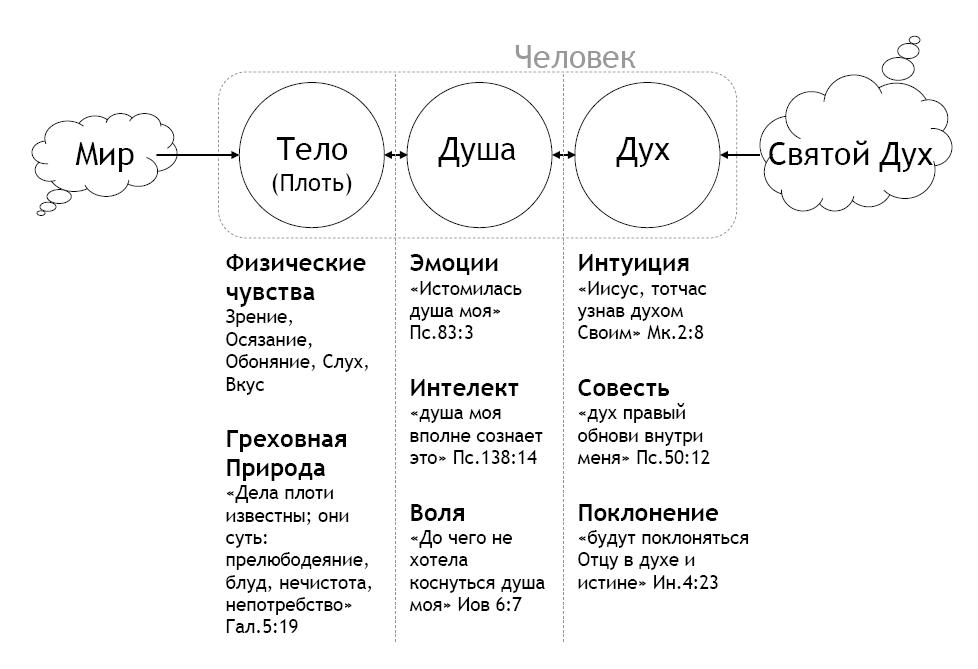 Человек
Мир
Тело
(Плоть)
Душа
Дух
Святой Дух
Физические
чувства
Зрение,
Осязание,
Обоняние, Слух,
Вкус
Греховная
Природа
«Дела плоти
известны; они
суть:
прелюбодеяние,
блуд, нечистота,
непотребство»
Гал.5:19
Эмоции
«Истомилась
душа моя»
Пс.83:3
Интелект
«душа моя
вполне сознает
это» Пс.138:14
Воля
«До чего не
хотела
коснуться душа
моя» Иов 6:7
Интуиция
«Иисус, тотчас
узнав духом
Своим» Мк.2:8
Совесть
«дух правый
обнови внутри
меня» Пс.50:12
Поклонение
«будут поклоняться
Отцу в духе и
истине» Ин.4:23